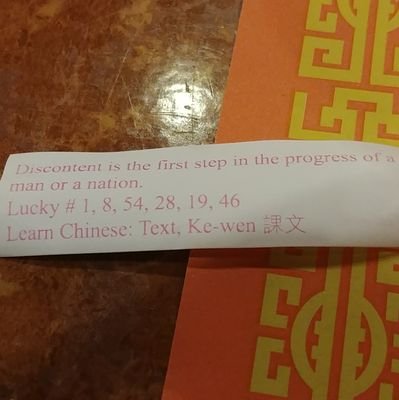 Discontent is the first step in the progress of a
man or a nation.
Lucky # 1, 8, 54, 28, 19, 46
Learn Chinese: Text, Ke-wen 課文